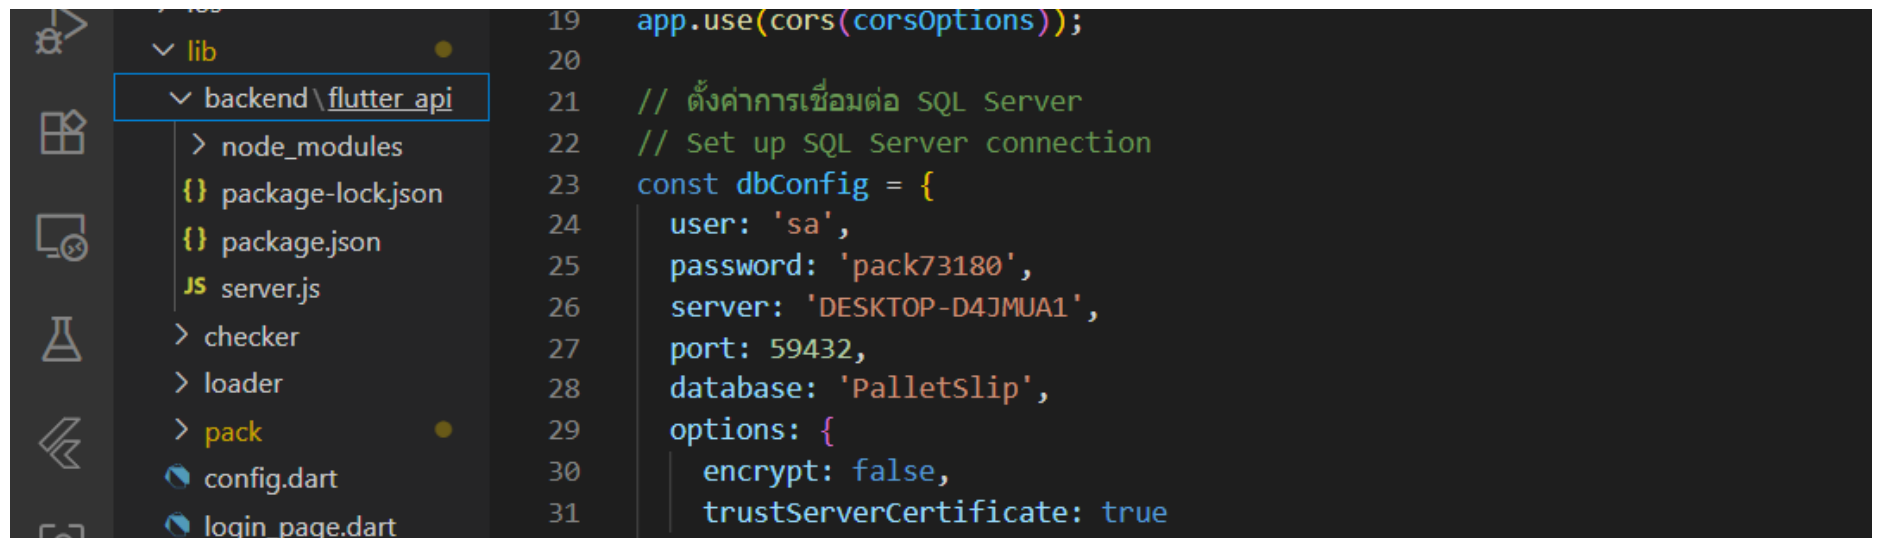 lib
backend\flutter_api
node_modules
{} package-lock.json
{} package.json
JS server.js
checker
loader
pack
config.dart
login_page.dart
19 app.use(cors(corsOptions));
20
21 // ตั้งค่าการเชื่อมต่อ SQL Server
22 // Set up SQL Server connection
23 const dbConfig = {
24 user: 'sa',
25 password: 'pack73180',
26 server: 'DESKTOP-D4JMUA1',
27 port: 59432,
28 database: 'PalletSlip',
29 options: {
30 encrypt: false,
31 trustServerCertificate: true